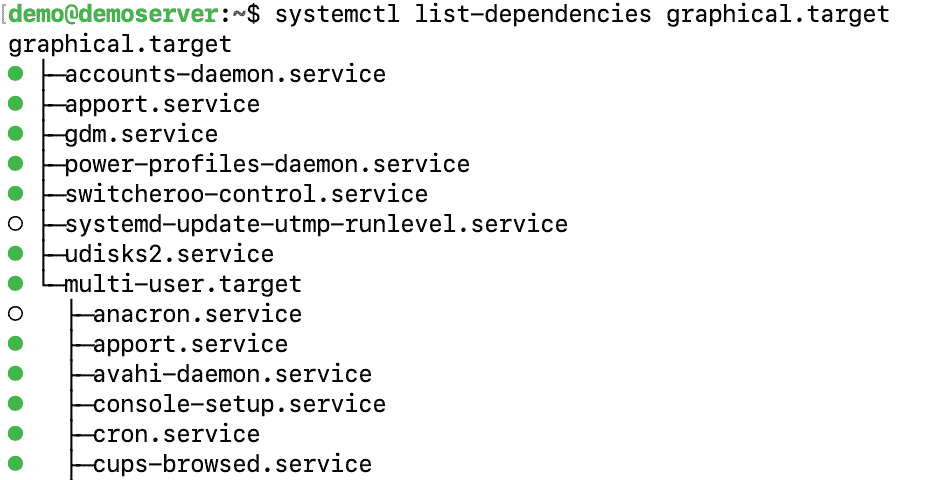 [demo@demoserver:~$ systemctl list-dependencies graphical.target
graphical.target
● ├─accounts-daemon.service
● ├─apport.service
● ├─gdm.service
● ├─power-profiles-daemon.service
● ├─switcheroo-control.service
○ ├─systemd-update-utmp-runlevel.service
● ├─udisks2.service
● └─multi-user.target
○   ├─anacron.service
●   ├─apport.service
●   ├─avahi-daemon.service
●   ├─console-setup.service
●   ├─cron.service
●   ├─cups-browsed.service